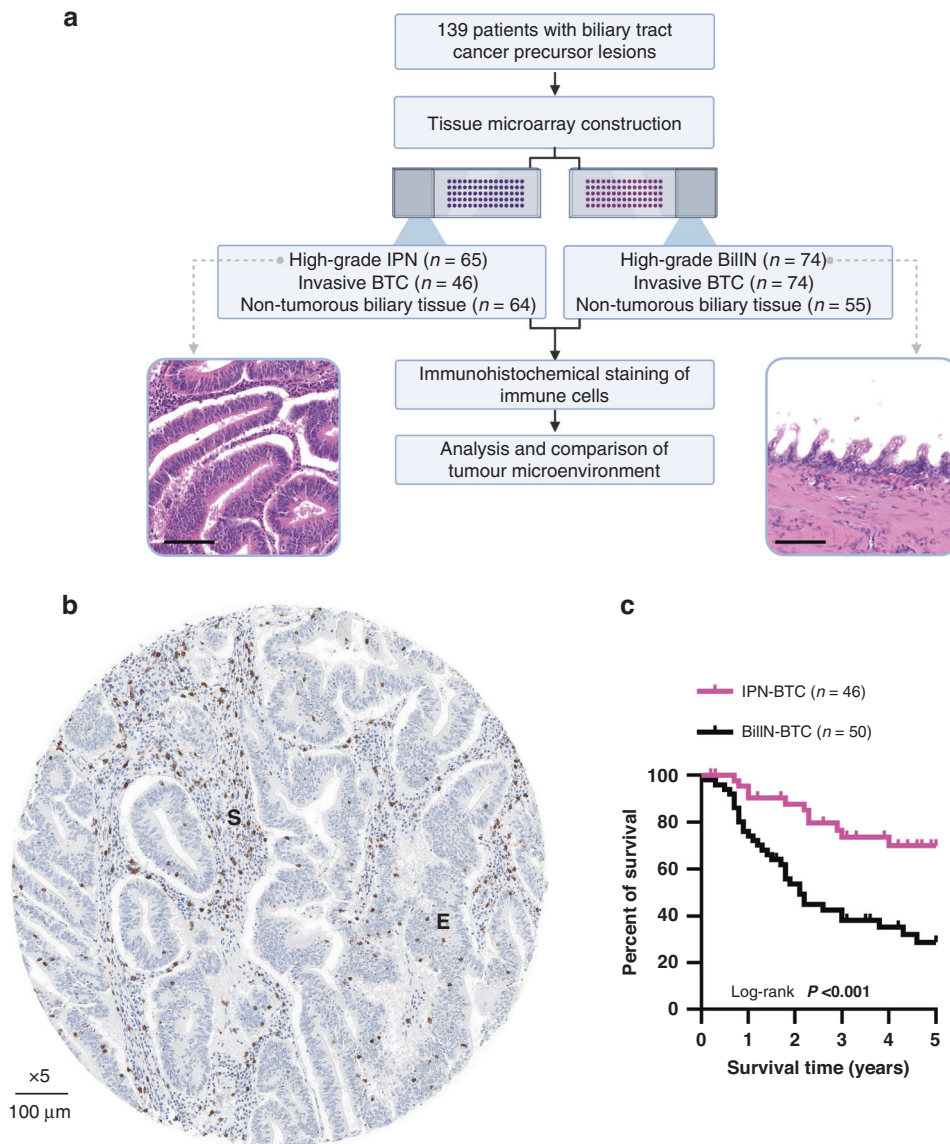 a
139 patients with biliary tract
cancer precursor lesions
Tissue microarray construction
High-grade IPN (n = 65)
Invasive BTC (n = 46)
Non-tumorous biliary tissue (n = 64)
High-grade BilIN (n = 74)
Invasive BTC (n = 74)
Non-tumorous biliary tissue (n = 55)
Immunohistochemical staining of
immune cells
Analysis and comparison of
tumour microenvironment
b
S
E
×5
100 μm
c
IPN-BTC (n = 46)
BilIN-BTC (n = 50)
Percent of survival
100
80
60
40
20
0
Log-rank P <0.001
0 1 2 3 4 5
Survival time (years)